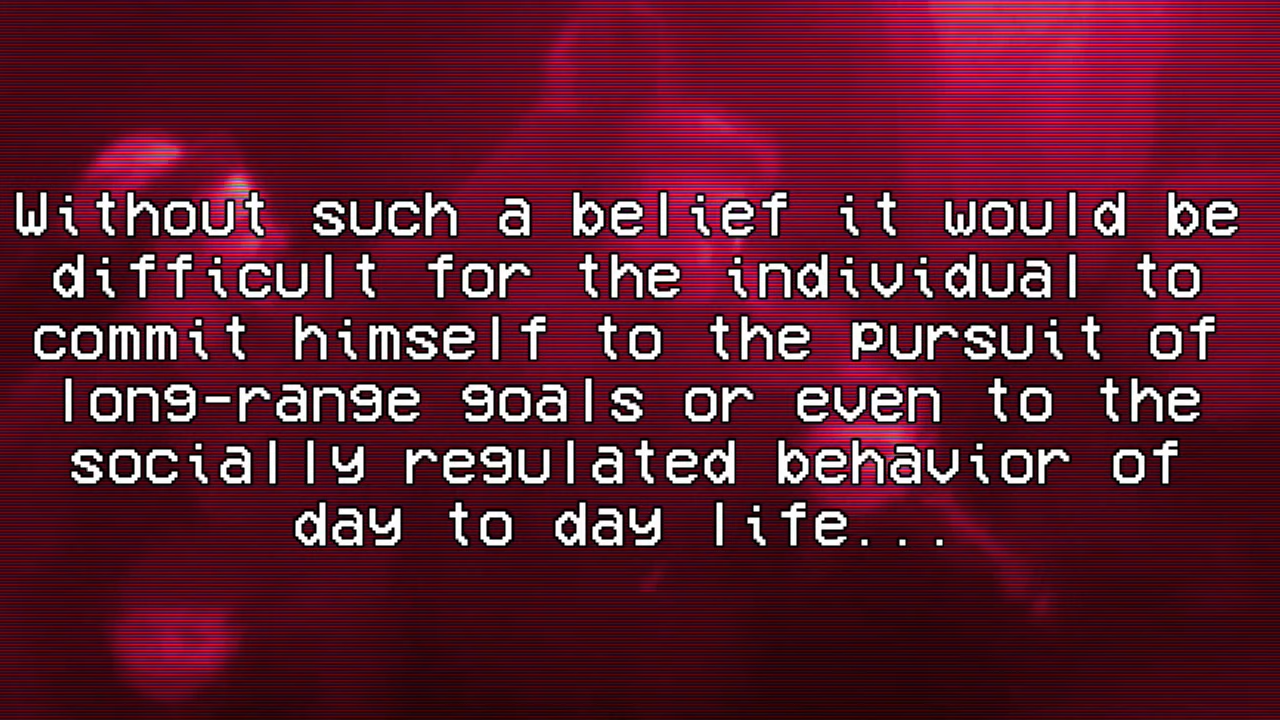 Without such a belief it would be
difficult for the individual to
commit himself to the pursuit of
long-range goals or even to the
socially regulated behavior of
day to day life...